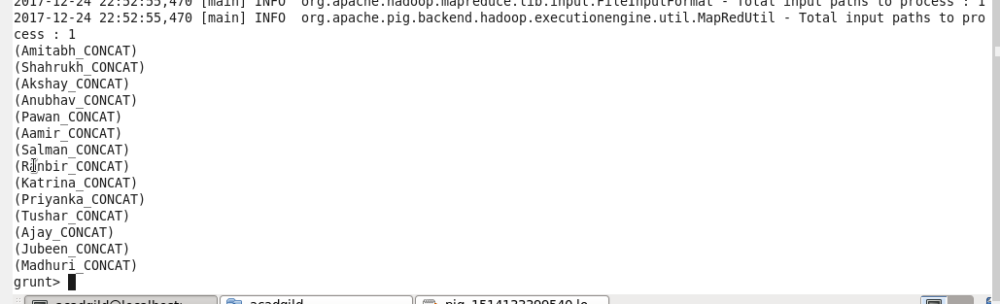 2017-12-24 22:52:55,470 [main] INFO  org.apache.hadoop.mapreduce.lib.input.FileInputFormat - Total input paths to process : 1
2017-12-24 22:52:55,470 [main] INFO  org.apache.pig.backend.hadoop.executionengine.util.MapRedUtil - Total input paths to pro
cess : 1
(Amitabh_CONCAT)
(Shahrukh_CONCAT)
(Akshay_CONCAT)
(Anubhav_CONCAT)
(Pawan_CONCAT)
(Aamir_CONCAT)
(Salman_CONCAT)
(Ranbir_CONCAT)
(Katrina_CONCAT)
(Priyanka_CONCAT)
(Tushar_CONCAT)
(Ajay_CONCAT)
(Jubeen_CONCAT)
(Madhuri_CONCAT)
grunt>
acadgild@localhost: acadgild